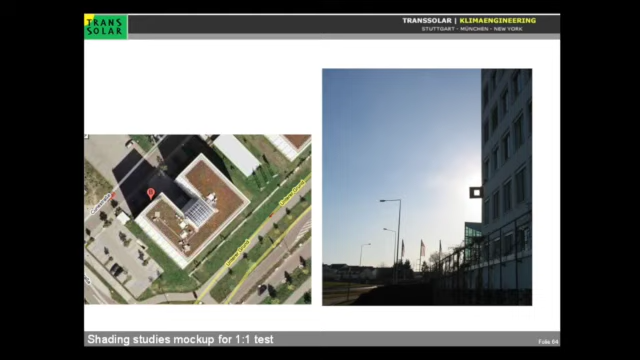 TRANS
SOLAR
TRANSSOLAR | KLIMAENGINEERING
STUTTGART - MÜNCHEN - NEW YORK
Shading studies mockup for 1:1 test
Folie 64